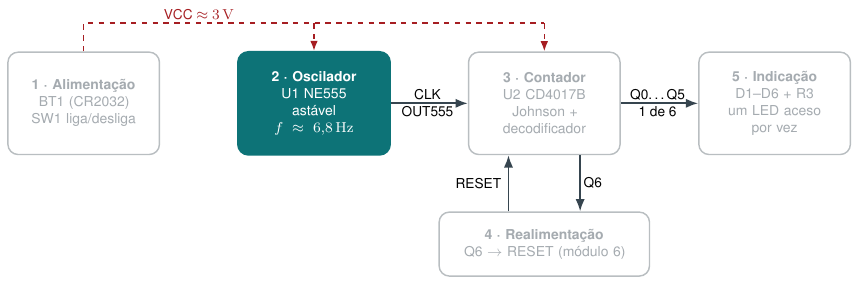 VCC ≈ 3 V
1 · Alimentação
BT1 (CR2032)
SW1 liga/desliga
2 · Oscilador
U1 NE555
astável
f ≈ 6,8 Hz
CLK
OUT555
3 · Contador
U2 CD4017B
Johnson +
decodificador
Q0...Q5
1 de 6
5 · Indicação
D1–D6 + R3
um LED aceso
por vez
RESET
Q6
4 · Realimentação
Q6 → RESET (módulo 6)